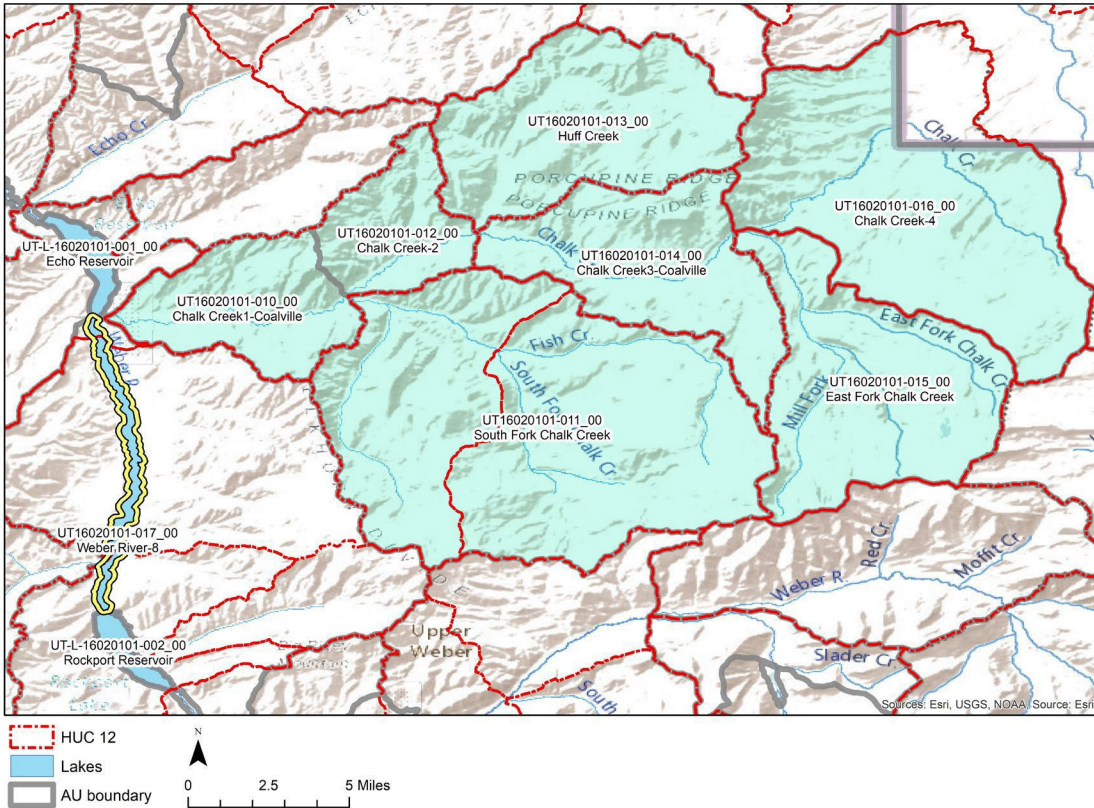 Echo Cr.
UT16020101-013_00
Huff Creek
Chalk Cr.
PORCUPINE RIDGE
PORCUPINE RIDGE
UT16020101-016_00
Chalk Creek-4
UT16020101-012_00
Chalk Creek-2
Reservoir
UT-L-16020101-001_00
Echo Reservoir
Chalk
UT16020101-014_00
Chalk Creek3-Coalville
UT16020101-010_00
Chalk Creek1-Coalville
Weber R.
Fish Cr.
East Fork Chalk Cr.
South Fork Chalk Cr.
Mill Fork
UT16020101-015_00
East Fork Chalk Creek
UT16020101-011_00
South Fork Chalk Creek
UT16020101-017_00
Weber River-8
Red Cr.
Moffit Cr.
Weber R.
Upper
Weber
UT-L-16020101-002_00
Rockport Reservoir
Slader Cr.
South
Rockport
Lake
Sources: Esri, USGS, NOAA, Source: Esri
HUC 12
Lakes
AU boundary
N
0 2.5 5 Miles